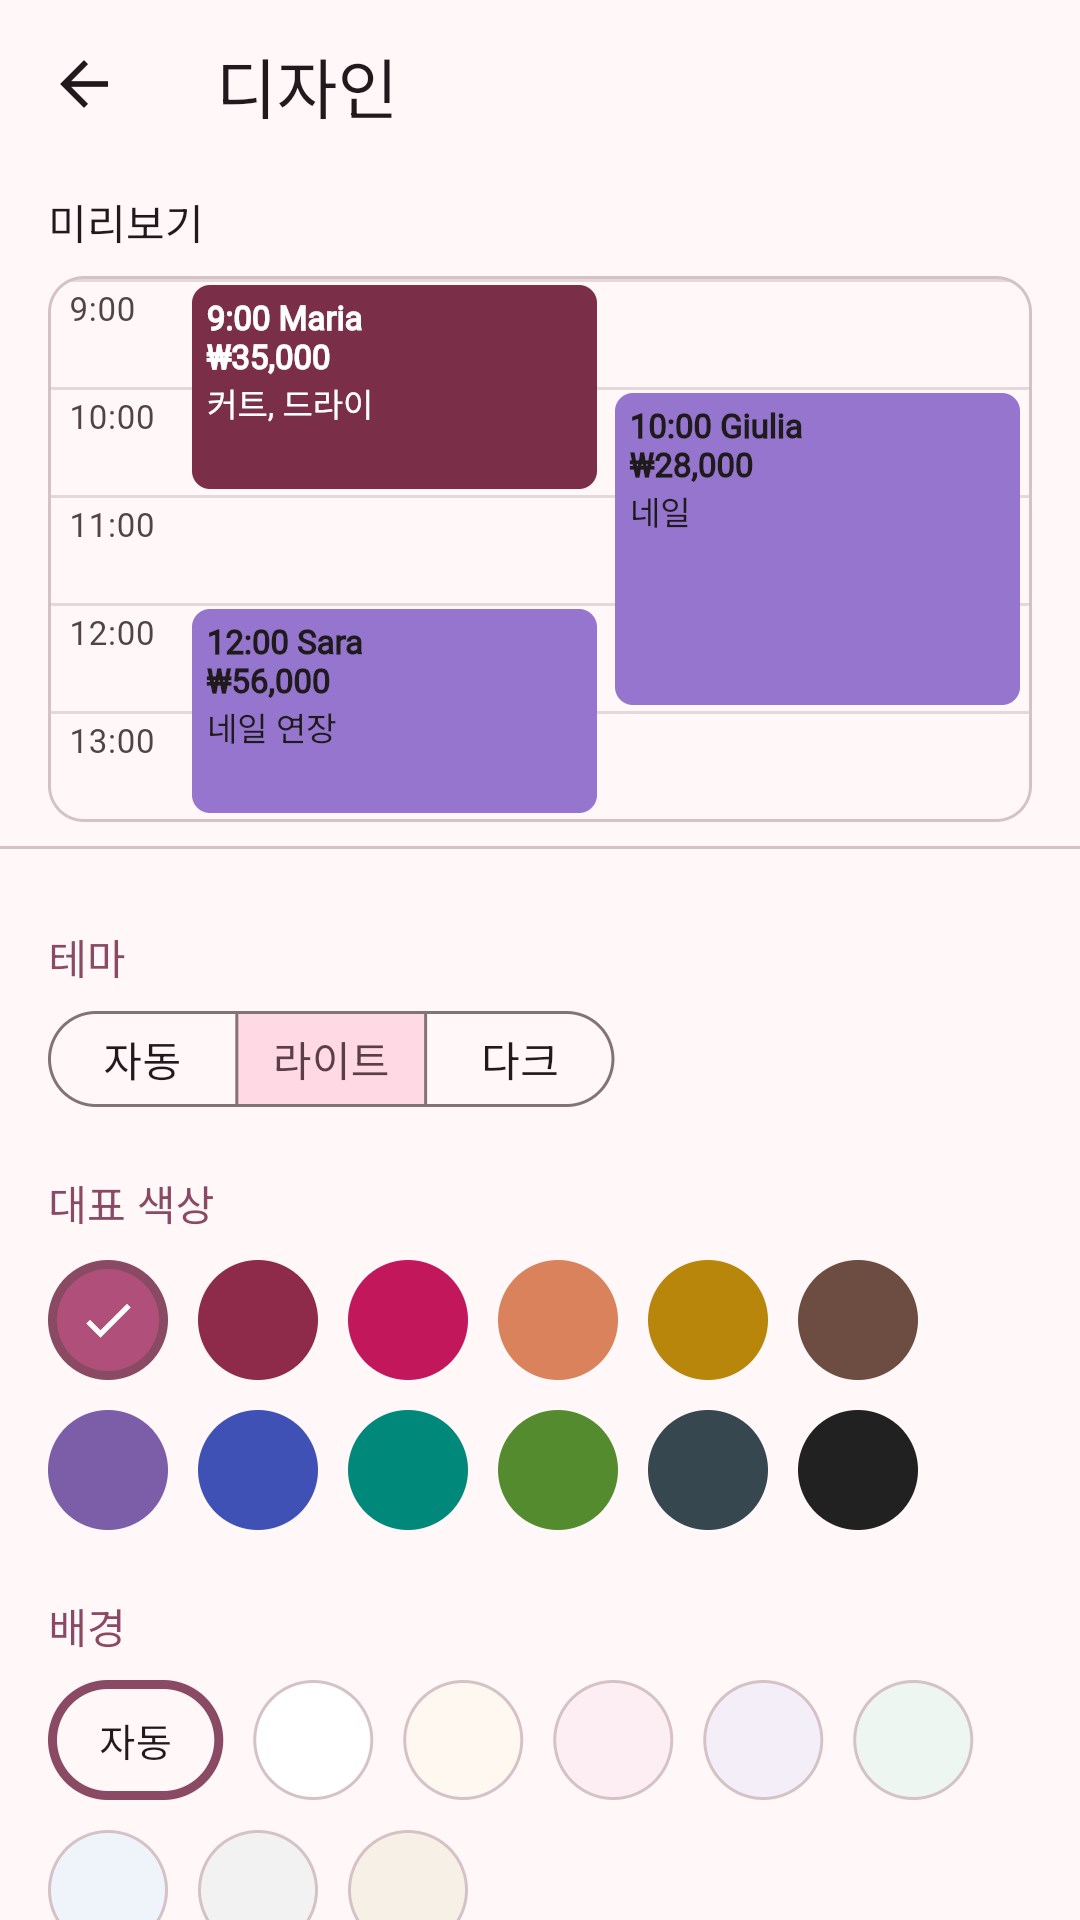 디자인
미리보기
9:00
9:00 Maria
₩35,000
커트, 드라이
10:00
10:00 Giulia
₩28,000
네일
11:00
12:00
12:00 Sara
₩56,000
네일 연장
13:00
테마
자동
라이트
다크
대표 색상
배경
자동